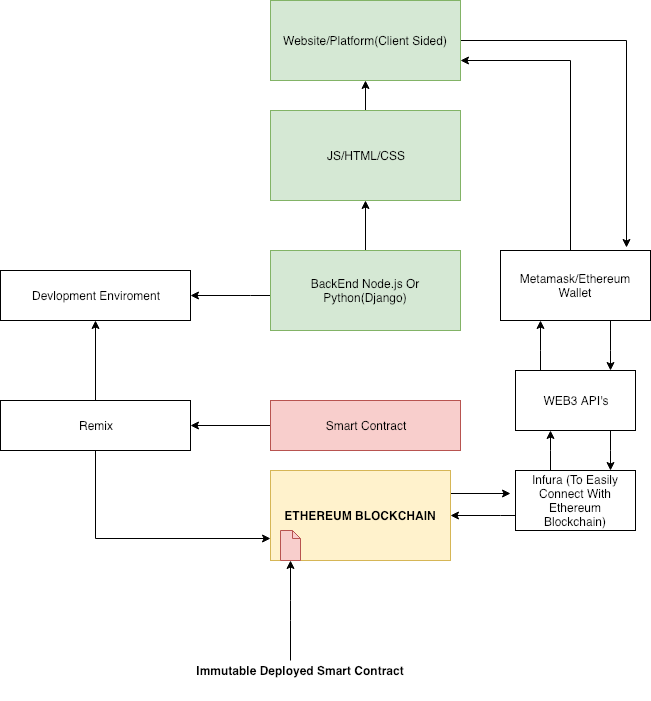 Website/Platform(Client Sided)
JS/HTML/CSS
BackEnd Node.js Or
Python(Django)
Devlopment Enviroment
Metamask/Ethereum
Wallet
WEB3 API's
Remix
Smart Contract
Infura (To Easily
Connect With
Ethereum
Blockchain)
ETHEREUM BLOCKCHAIN
Immutable Deployed Smart Contract